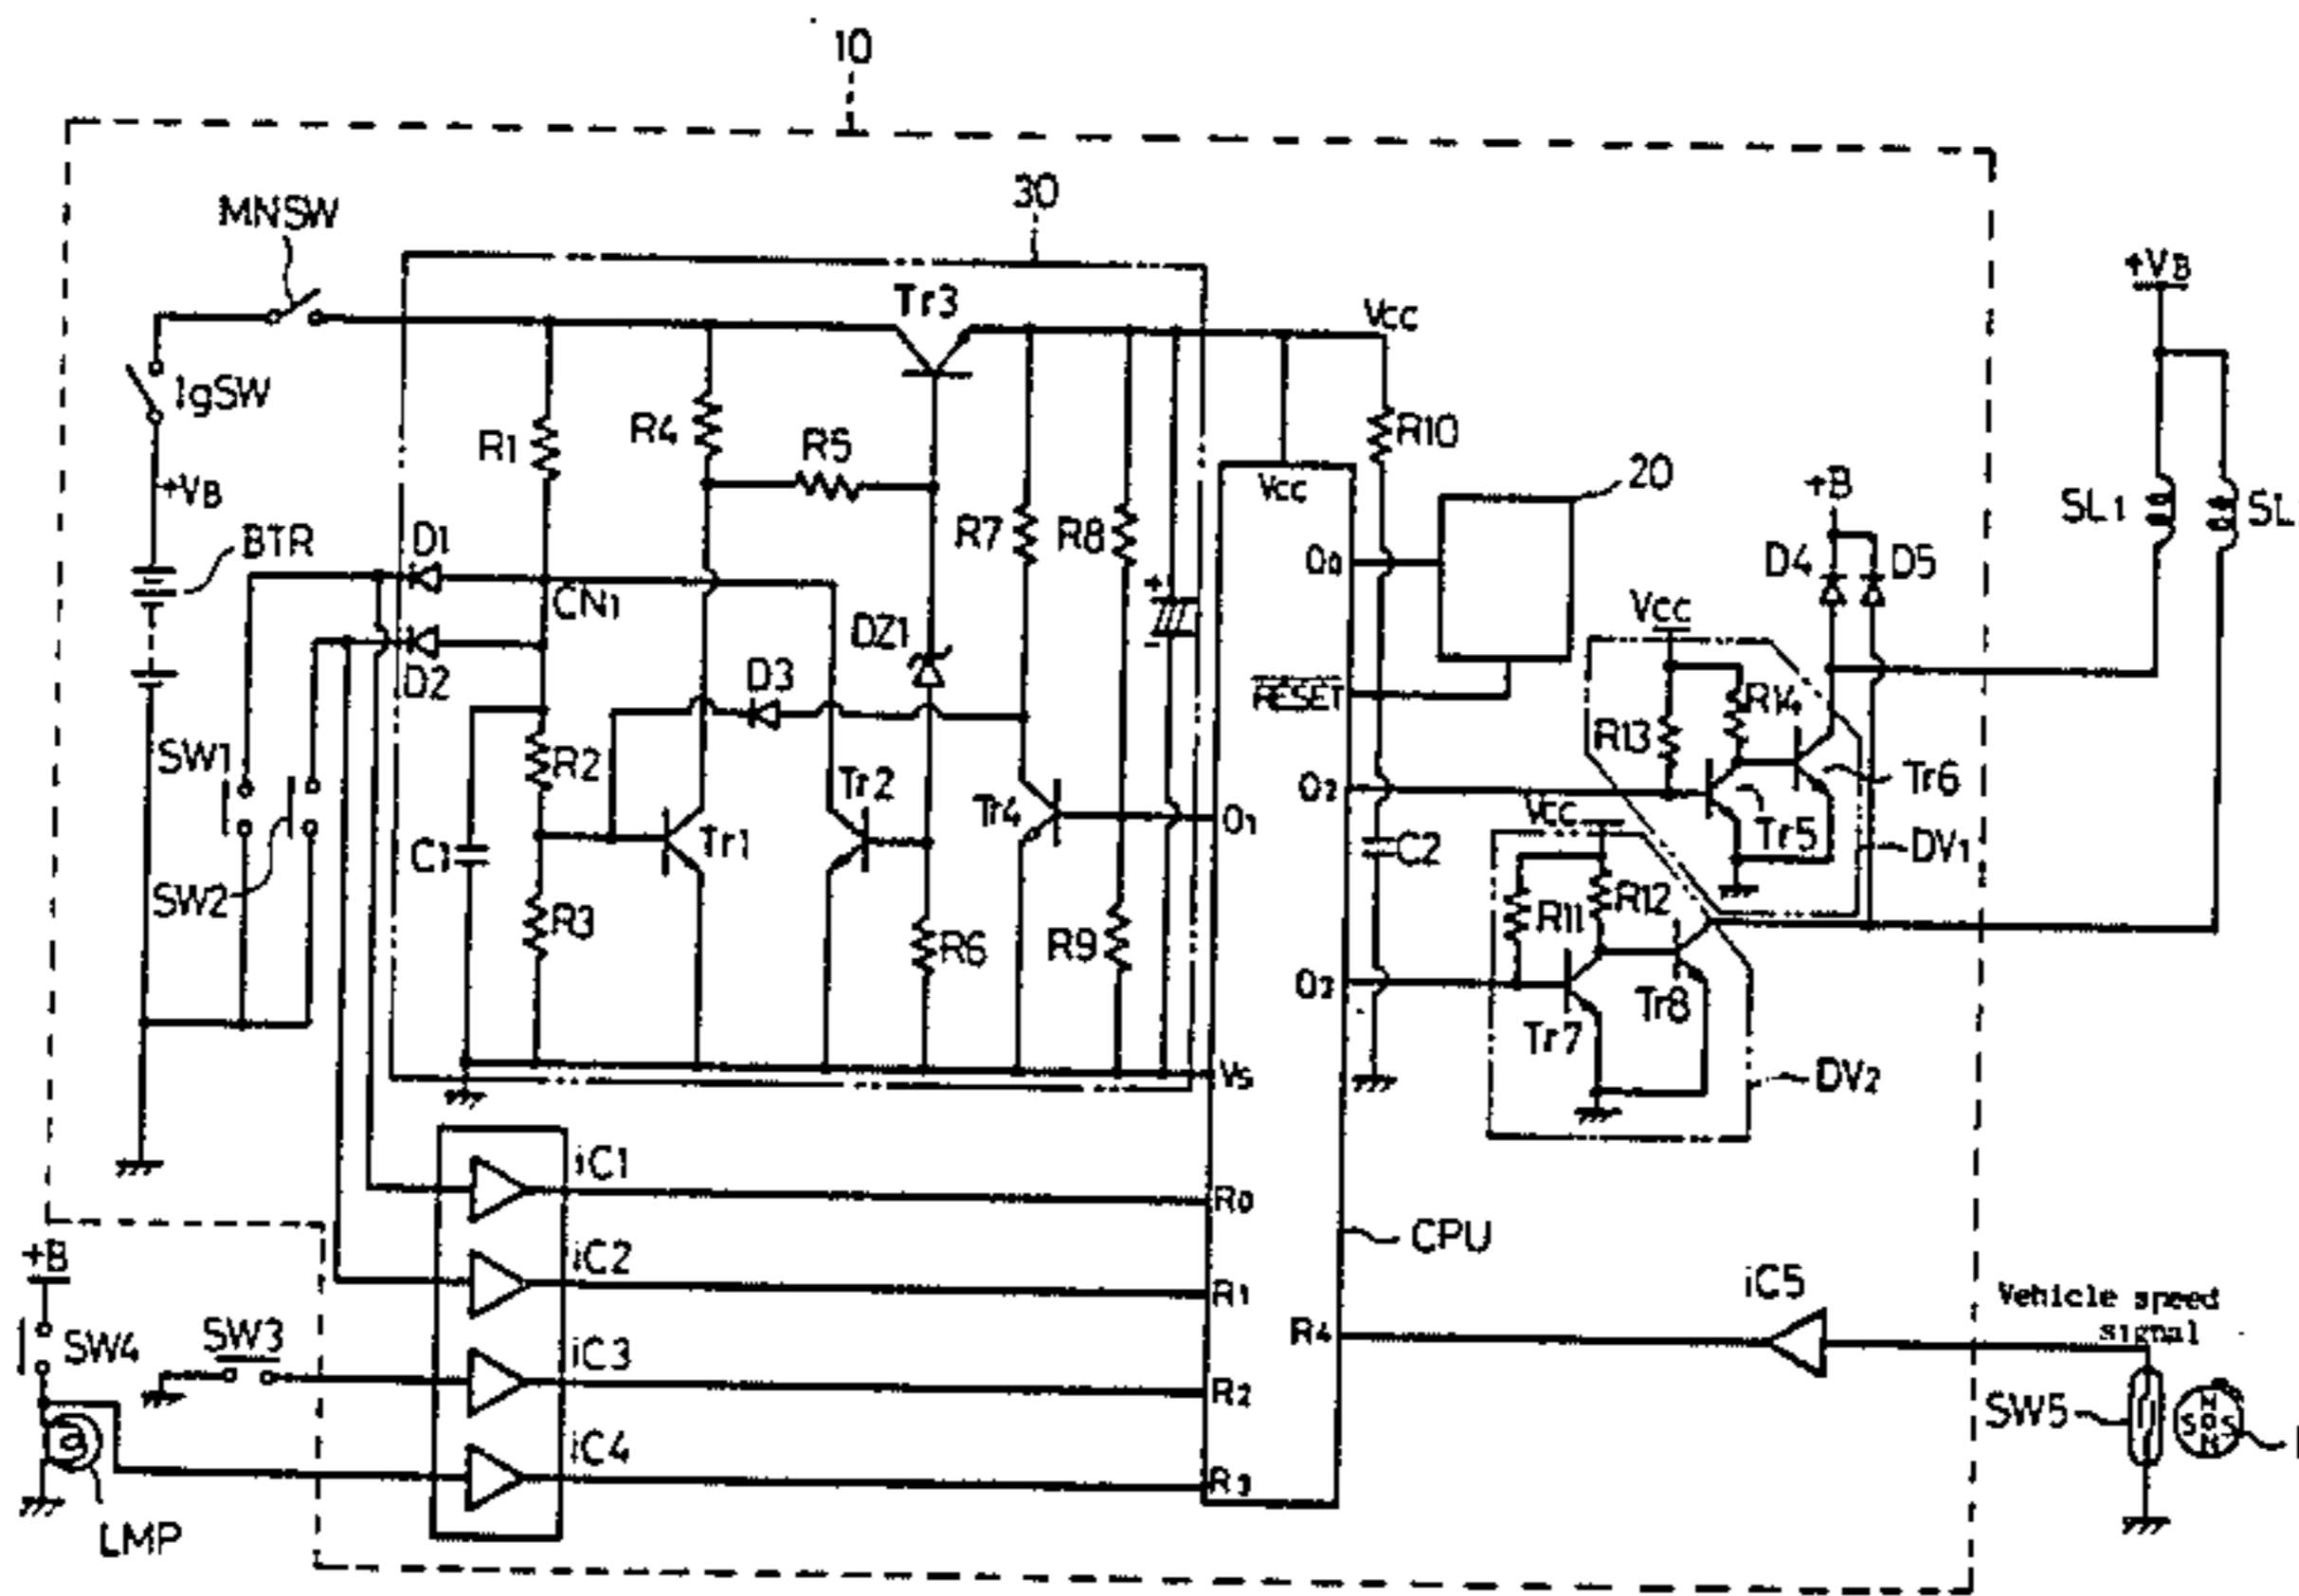 10
30
MNSW
Tr3
Vcc
+VB
IgSW
R1
R4
R5
R10
+VB
Vcc
20
+B
SL1
SL
BTR
D1
R7
R8
O0
D4
D5
CN1
+
DZ1
Vcc
D2
D3
-
RESET
R14
R13
SW1
R2
Tr2
Tr4
O1
O2
Tr6
Vcc
Tr5
C1
Tr1
C2
DV1
SW2
R3
R6
R9
R11
R12
Tr8
Tr7
Vs
DV2
iC1
R0
CPU
+B
iC2
R1
iC5
Vehicle speed
signal
SW4
SW3
iC3
R4
R2
SW5
N
S
S
iC4
R3
LMP